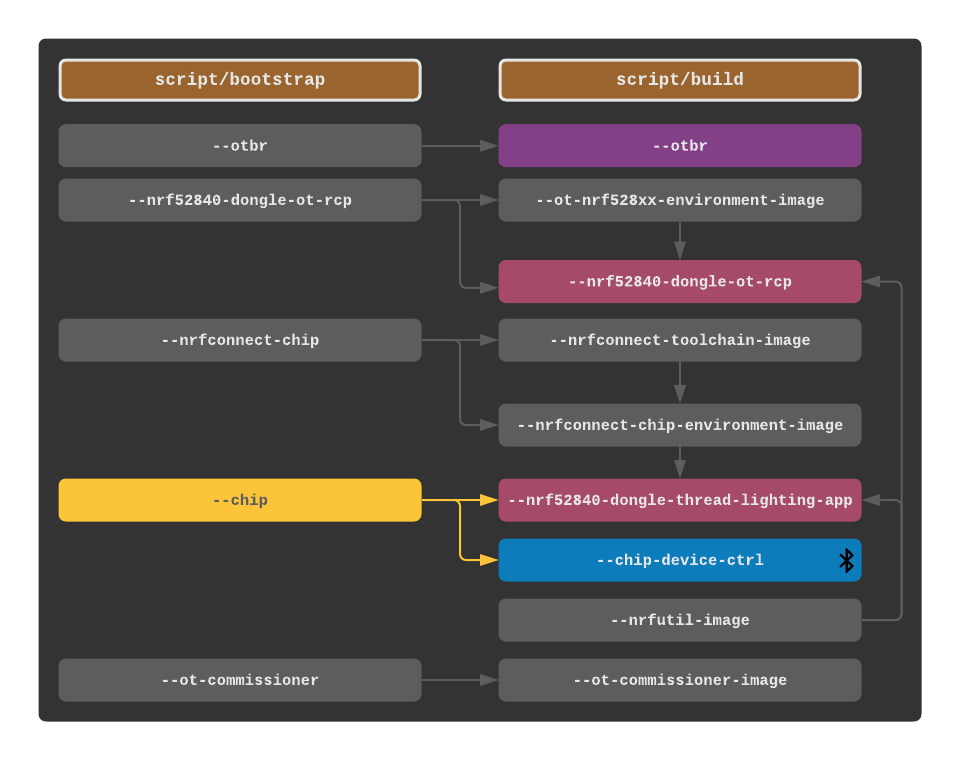 script/bootstrap
script/build
--otbr
--otbr
--nrf52840-dongle-ot-rcp
--ot-nrf528xx-environment-image
--nrf52840-dongle-ot-rcp
--nrfconnect-chip
--nrfconnect-toolchain-image
--nrfconnect-chip-environment-image
--chip
--nrf52840-dongle-thread-lighting-app
--chip-device-ctrl
--nrfutil-image
--ot-commissioner
--ot-commissioner-image